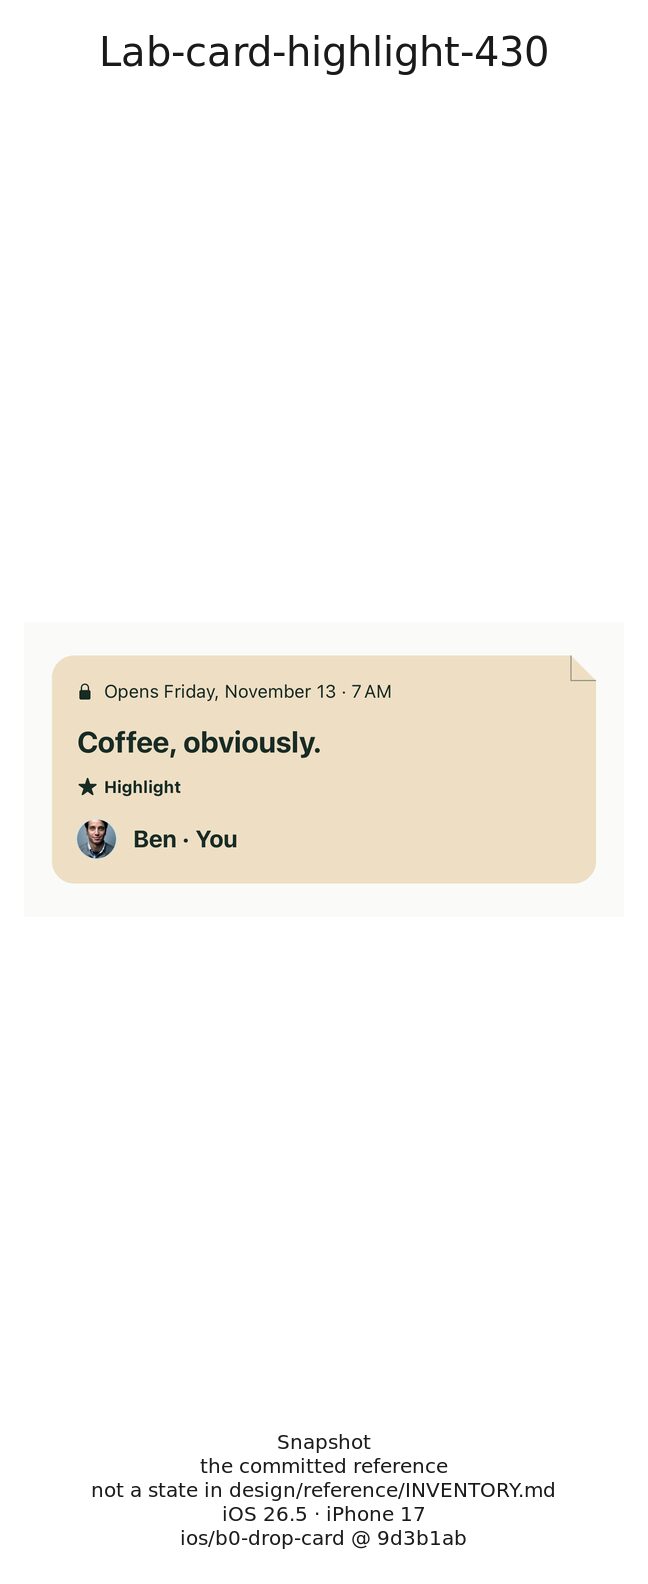 Lab-card-highlight-430
Opens Friday, November 13 · 7 AM
Coffee, obviously.
Highlight
Ben · You
Snapshot
the committed reference
not a state in design/reference/INVENTORY.md
iOS 26.5 · iPhone 17
ios/b0-drop-card @ 9d3b1ab